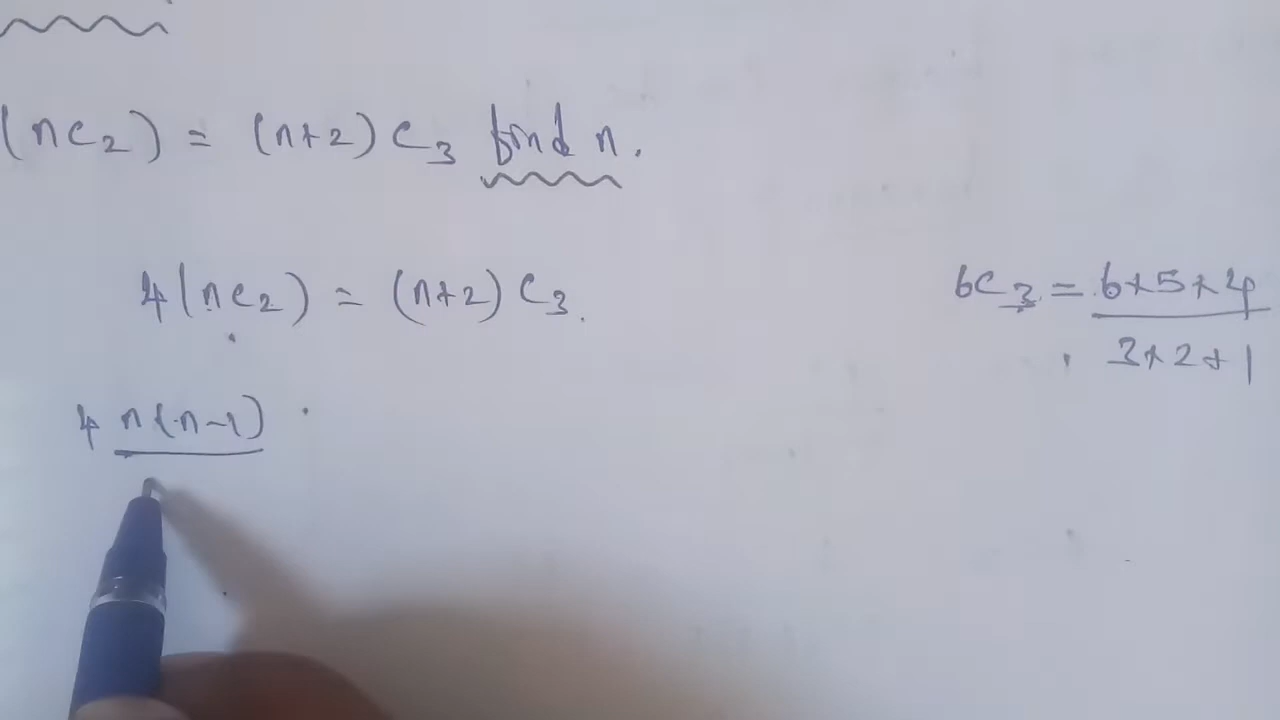 (nC2) = (n+2)C3 find n.
4(nC2) = (n+2)C3.
6C3 = 6×5×4
3×2×1
4 n(n-1)